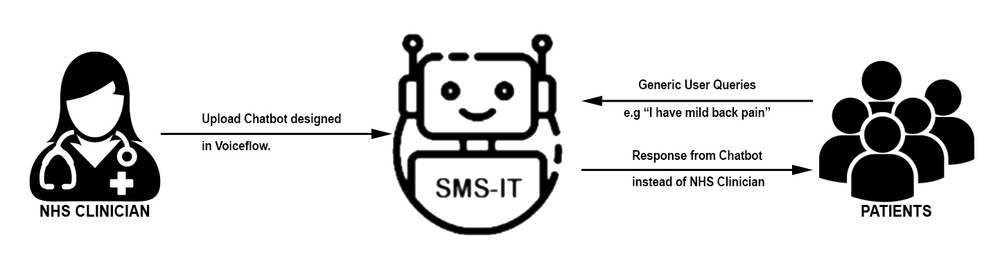 Upload Chatbot designed
in Voiceflow.
NHS CLINICIAN
SMS-IT
Generic User Queries
e.g “I have mild back pain”
Response from Chatbot
instead of NHS Clinician
PATIENTS